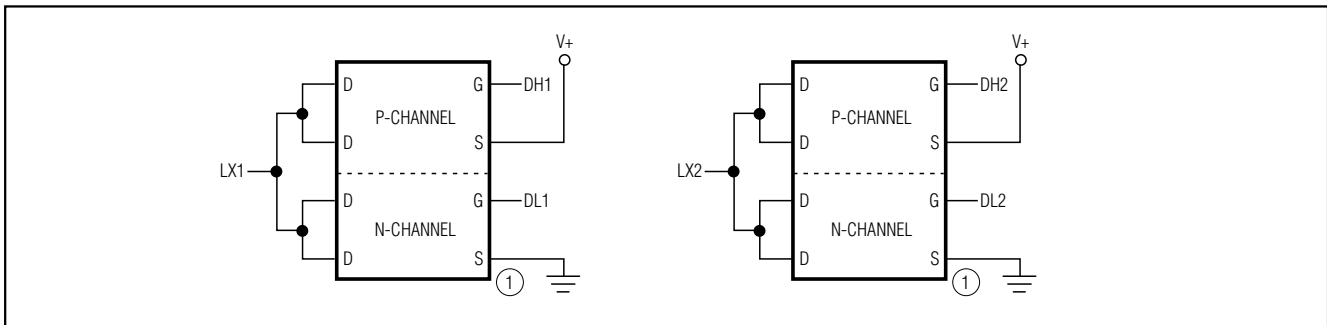 V+
D
G
DH1
P-CHANNEL
D
S
LX1
D
G
DL1
N-CHANNEL
D
S
1
V+
D
G
DH2
P-CHANNEL
D
S
LX2
D
G
DL2
N-CHANNEL
D
S
1